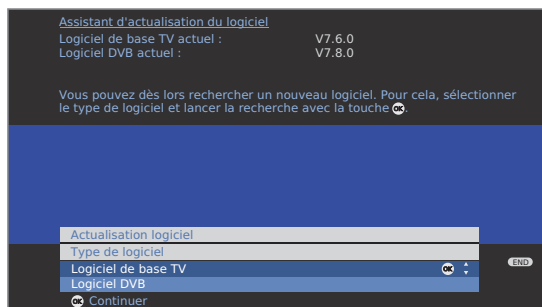 Assistant d'actualisation du logiciel
Logiciel de base TV actuel : V7.6.0
Logiciel DVB actuel : V7.8.0
Vous pouvez dès lors rechercher un nouveau logiciel. Pour cela, sélectionner
le type de logiciel et lancer la recherche avec la touche OK.
Actualisation logiciel
Type de logiciel
Logiciel de base TV OK
END
Logiciel DVB
OK Continuer